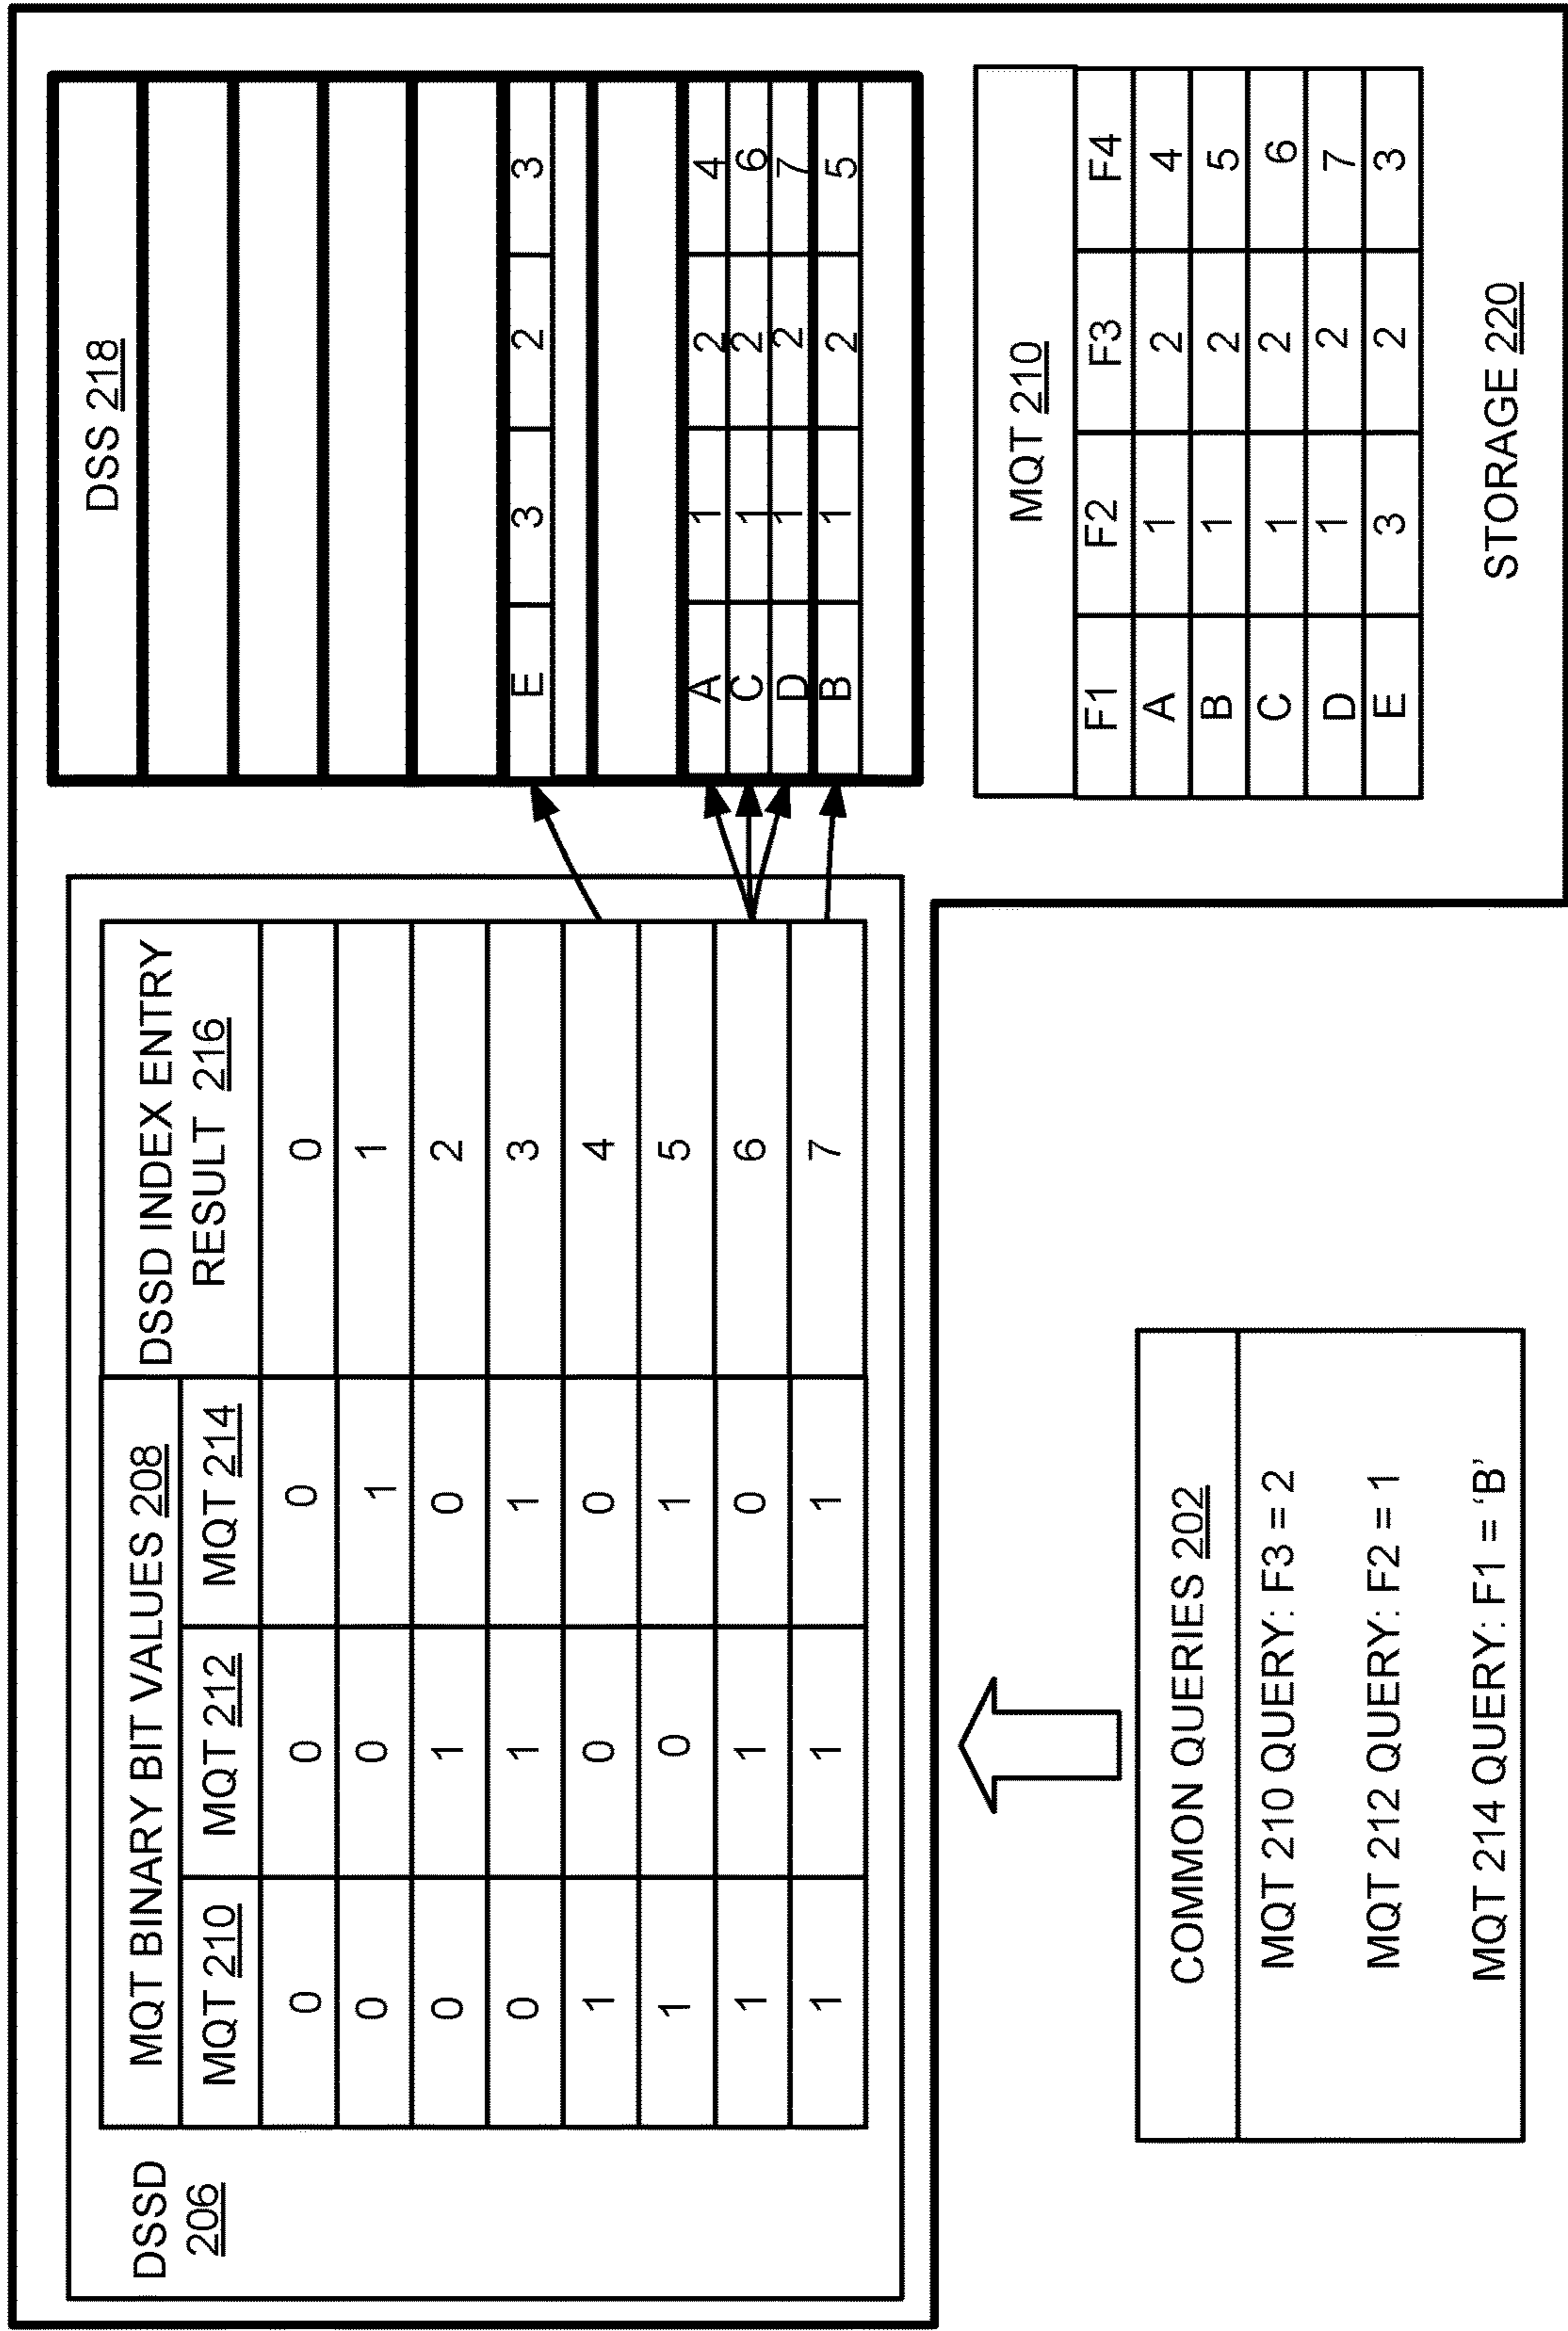 DSSD
206
MQT BINARY BIT VALUES 208
DSSD INDEX ENTRY
RESULT 216
MQT 210 MQT 212 MQT 214
0 0 0 0
0 0 1 1
0 1 0 2
0 1 1 3
1 0 0 4
1 0 1 5
1 1 0 6
1 1 1 7
DSS 218
E 3 2 3
A 1 2 4
C 1 2 6
D 1 2 7
B 1 2 5
COMMON QUERIES 202
MQT 210 QUERY: F3 = 2
MQT 212 QUERY: F2 = 1
MQT 214 QUERY: F1 = ‘B’
MQT 210
F1 F2 F3 F4
A 1 2 4
B 1 2 5
C 1 2 6
D 1 2 7
E 3 2 3
STORAGE 220